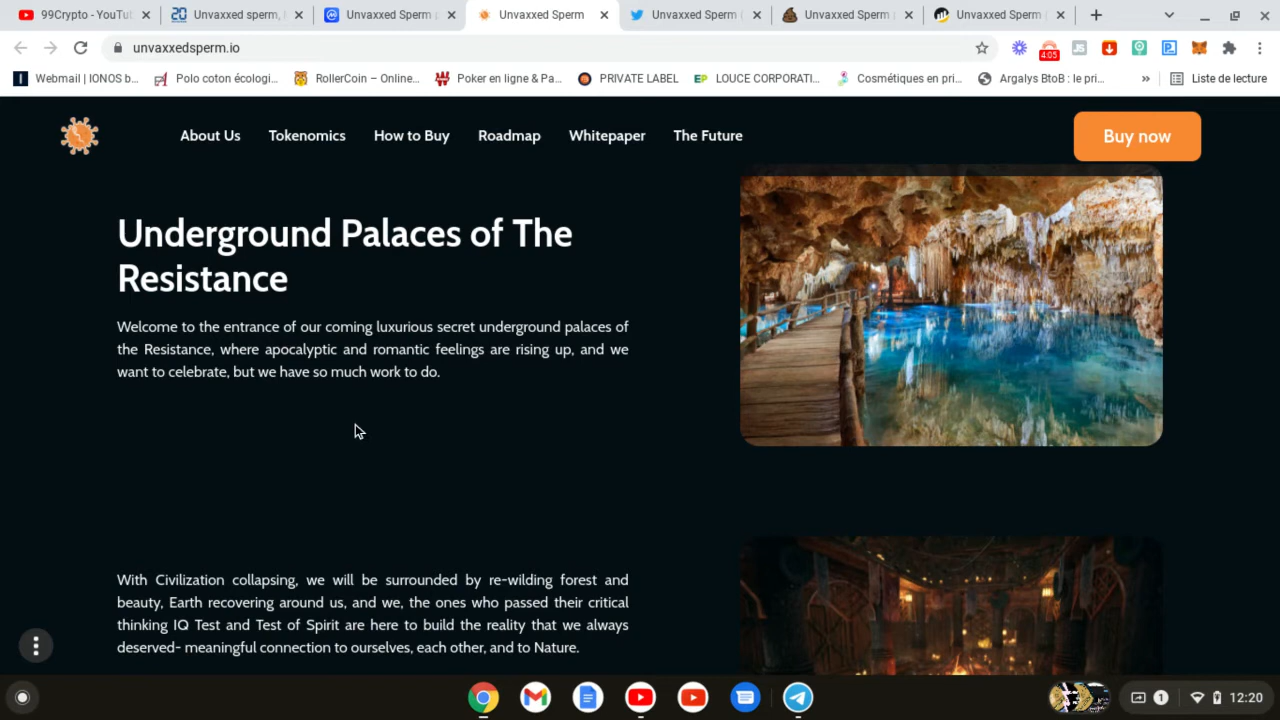 99Crypto - YouTu
Unvaxxed sperm,
Unvaxxed Sperm
Unvaxxed Sperm
Unvaxxed Sperm
Unvaxxed Sperm
Unvaxxed Sperm
unvaxxedsperm.io
4:05
JS
Webmail | IONOS b...
Polo coton écologi...
RollerCoin – Online...
Poker en ligne & Pa...
PRIVATE LABEL
EP LOUCE CORPORATI...
Cosmétiques en pri...
Argalys BtoB : le pri...
»
Liste de lecture
About Us
Tokenomics
How to Buy
Roadmap
Whitepaper
The Future
Buy now
Underground Palaces of The
Resistance
Welcome to the entrance of our coming luxurious secret underground palaces of
the Resistance, where apocalyptic and romantic feelings are rising up, and we
want to celebrate, but we have so much work to do.
With Civilization collapsing, we will be surrounded by re-wilding forest and
beauty, Earth recovering around us, and we, the ones who passed their critical
thinking IQ Test and Test of Spirit are here to build the reality that we always
deserved- meaningful connection to ourselves, each other, and to Nature.
1
12:20